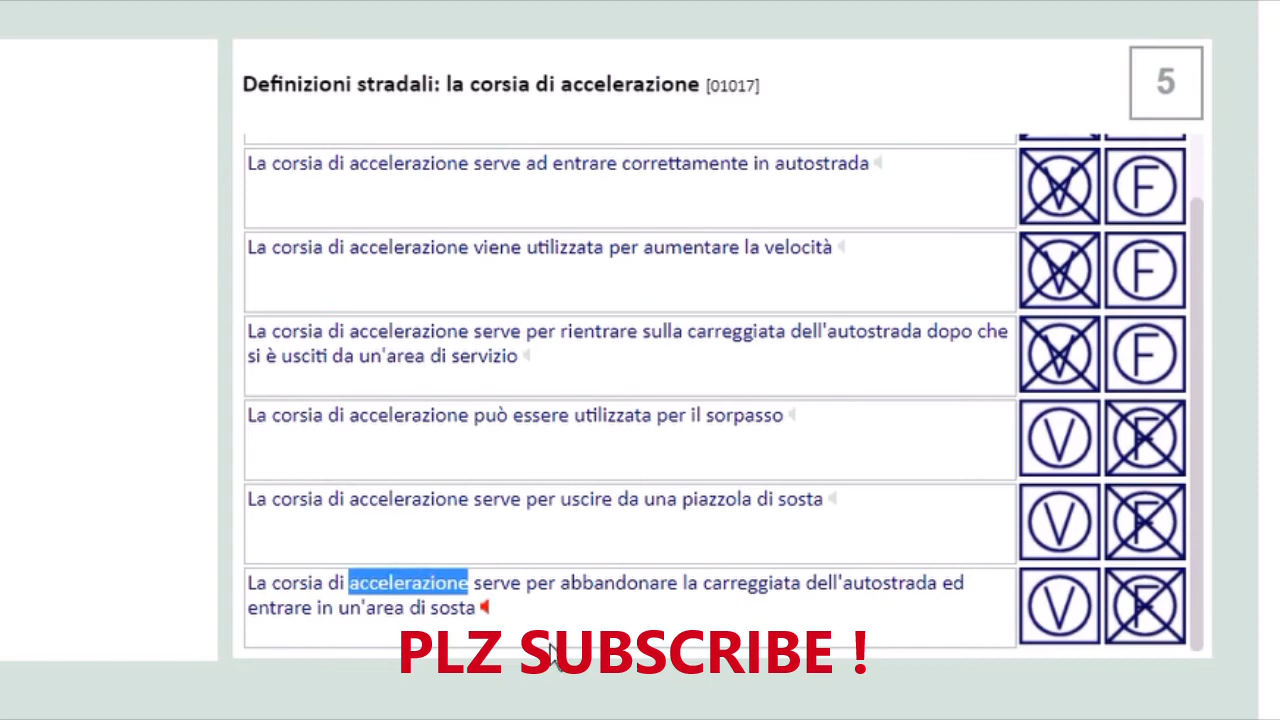 Definizioni stradali: la corsia di accelerazione [01017]
5
La corsia di accelerazione serve ad entrare correttamente in autostrada
V F
La corsia di accelerazione viene utilizzata per aumentare la velocità
V F
La corsia di accelerazione serve per rientrare sulla carreggiata dell'autostrada dopo che
si è usciti da un'area di servizio
V F
La corsia di accelerazione può essere utilizzata per il sorpasso
V F
La corsia di accelerazione serve per uscire da una piazzola di sosta
V F
La corsia di accelerazione serve per abbandonare la carreggiata dell'autostrada ed
entrare in un'area di sosta
V F
PLZ SUBSCRIBE !